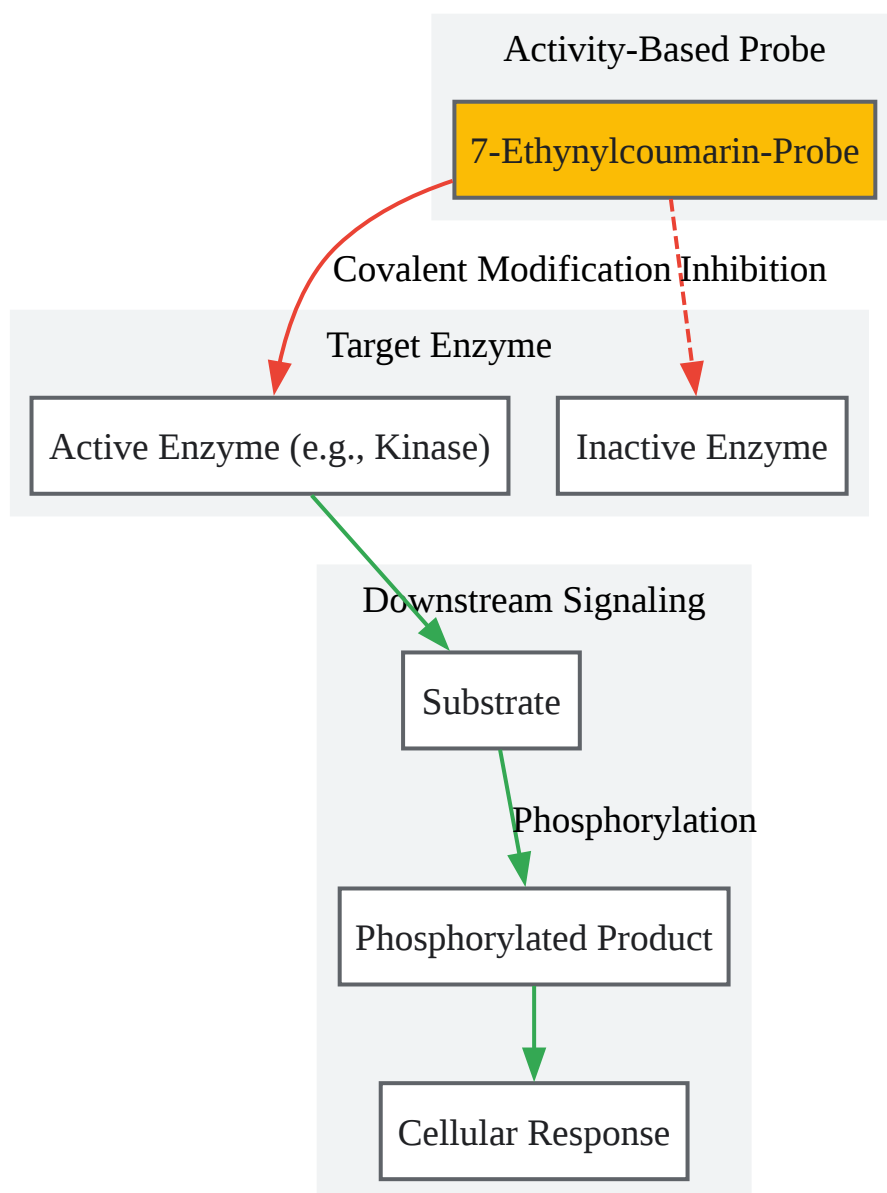 Activity-Based Probe
7-Ethynylcoumarin-Probe
Covalent Modification
Inhibition
Target Enzyme
Active Enzyme (e.g., Kinase)
Inactive Enzyme
Downstream Signaling
Substrate
Phosphorylation
Phosphorylated Product
Cellular Response